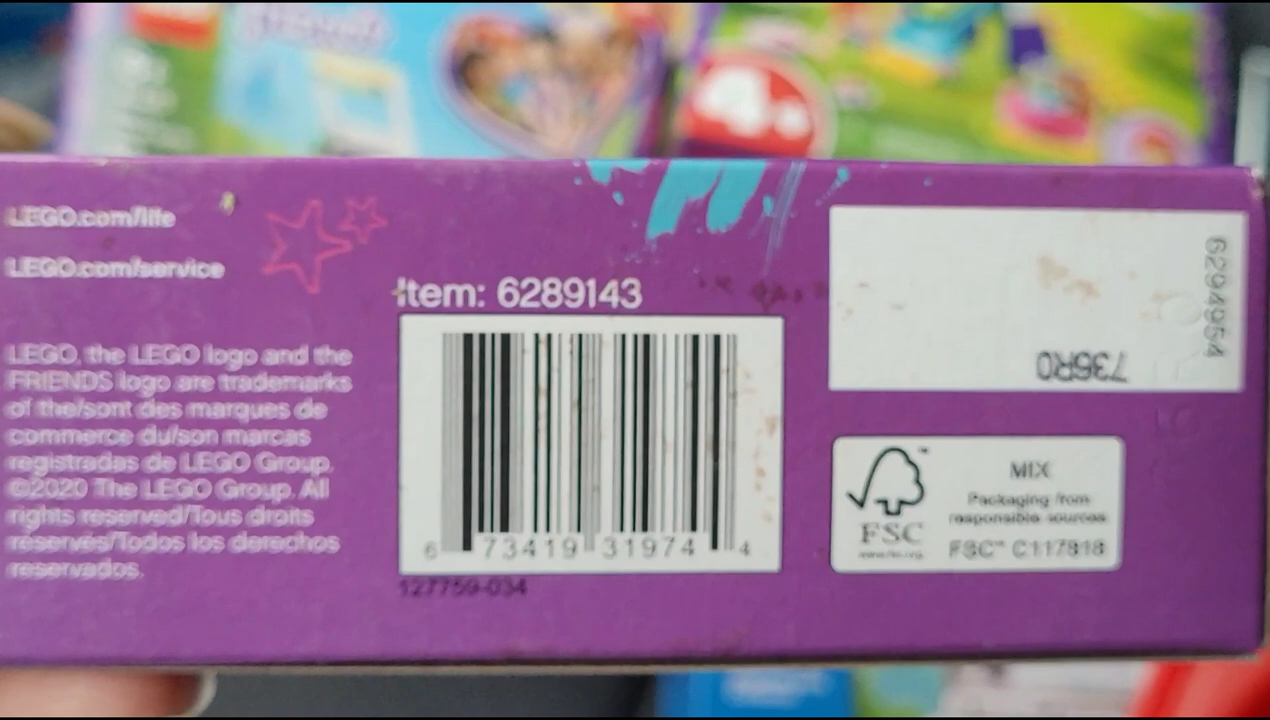 LEGO.com/life
LEGO.com/service
LEGO, the LEGO logo and the
FRIENDS logo are trademarks
of the/sont des marques de
commerce du/son marcas
registradas de LEGO Group.
©2020 The LEGO Group. All
rights reserved/Tous droits
réservés/Todos los derechos
reservados.
Item: 6289143
6 73419 31974 4
127759-034
6294954
736R0
FSC
www.fsc.org
MIX
Packaging from
responsible sources
FSC™ C117818
4+